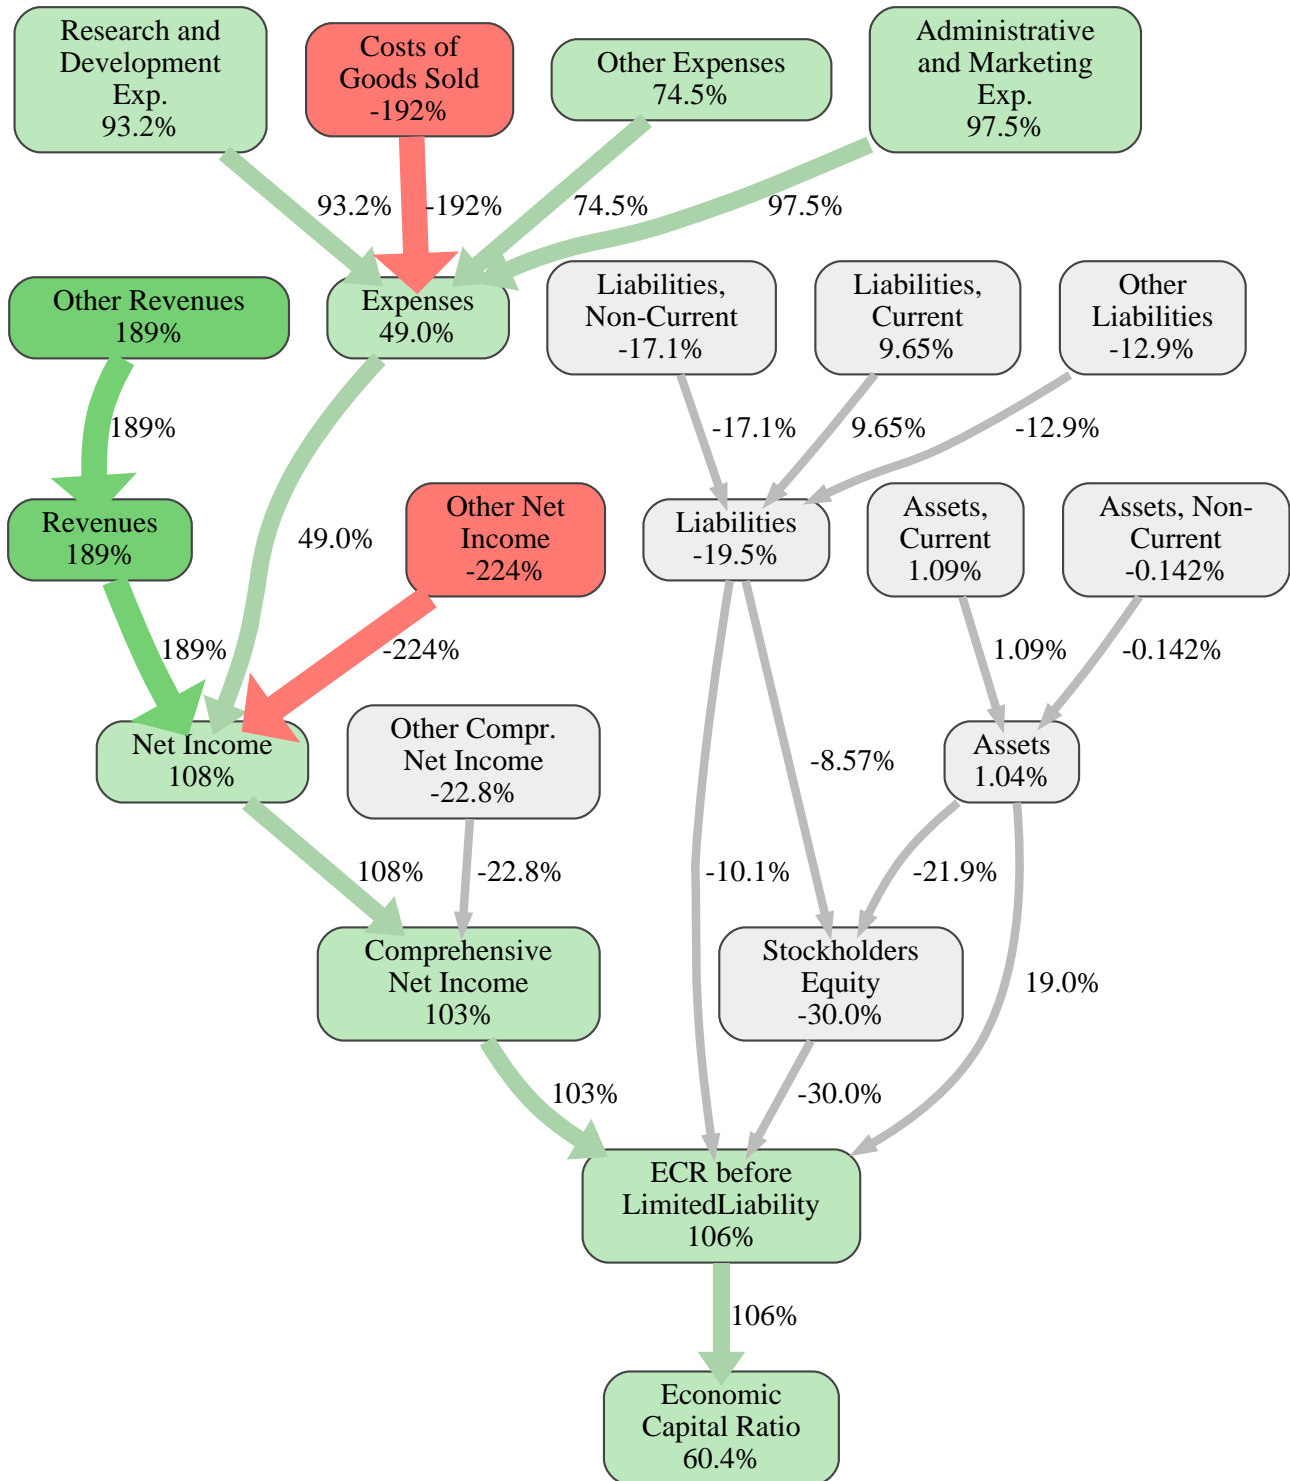 Research and
Development
Exp.
93.2%
Costs of
Goods Sold
-192%
Other Expenses
74.5%
Administrative
and Marketing
Exp.
97.5%
93.2%
-192%
74.5%
97.5%
Other Revenues
189%
Expenses
49.0%
Liabilities,
Non-Current
-17.1%
Liabilities,
Current
9.65%
Other
Liabilities
-12.9%
189%
-17.1%
9.65%
-12.9%
Revenues
189%
49.0%
Other Net
Income
-224%
Liabilities
-19.5%
Assets,
Current
1.09%
Assets, Non-
Current
-0.142%
189%
-224%
1.09%
-0.142%
Net Income
108%
Other Compr.
Net Income
-22.8%
-8.57%
Assets
1.04%
108%
-22.8%
-10.1%
-21.9%
Comprehensive
Net Income
103%
Stockholders
Equity
-30.0%
19.0%
103%
-30.0%
ECR before
LimitedLiability
106%
106%
Economic
Capital Ratio
60.4%